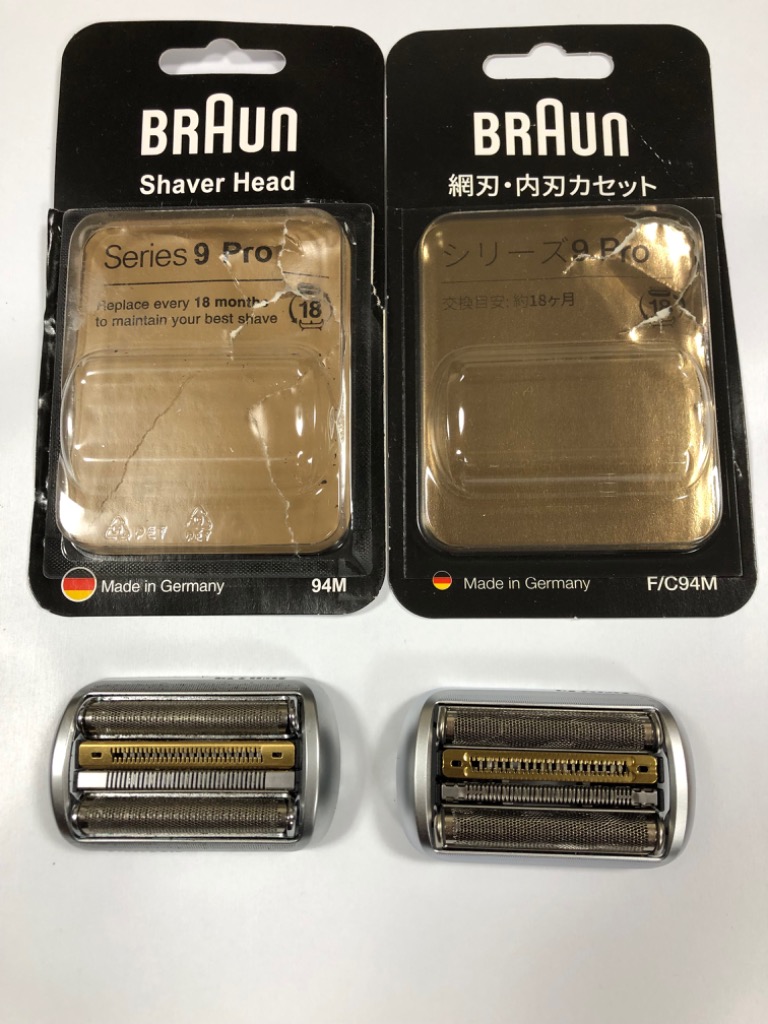 BRAUN
Shaver Head
Series 9 Pro
Replace every 18 months
to maintain your best shave
18
PET
PET
Made in Germany
94M
BRAUN
網刃・内刃カセット
シリーズ9 Pro
交換目安:約18ヶ月
18
Made in Germany
F/C94M